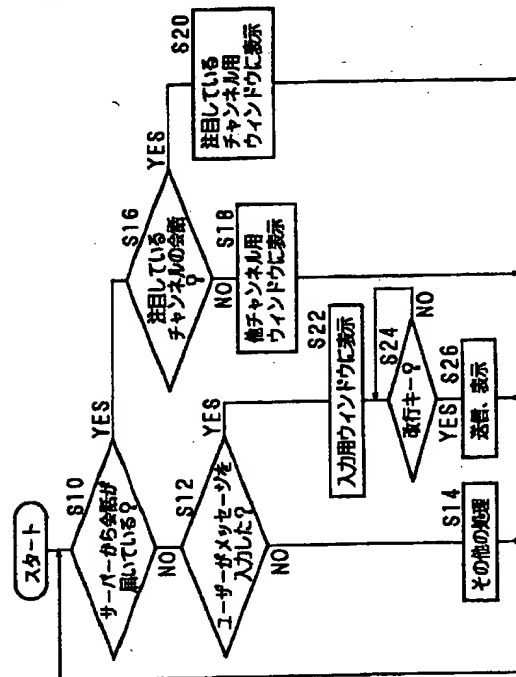 スタート
S10
サーバーから会話が
届いている?
YES
NO
S12
ユーザーがメッセージを
入力した?
YES
NO
S14
その他の処理
S16
注目している
チャンネルの会話
?
YES
NO
S18
他チャンネル用
ウィンドウに表示
S20
注目している
チャンネル用
ウィンドウに表示
S22
入力用ウィンドウに表示
S24
改行キー?
NO
YES
S26
送信、表示